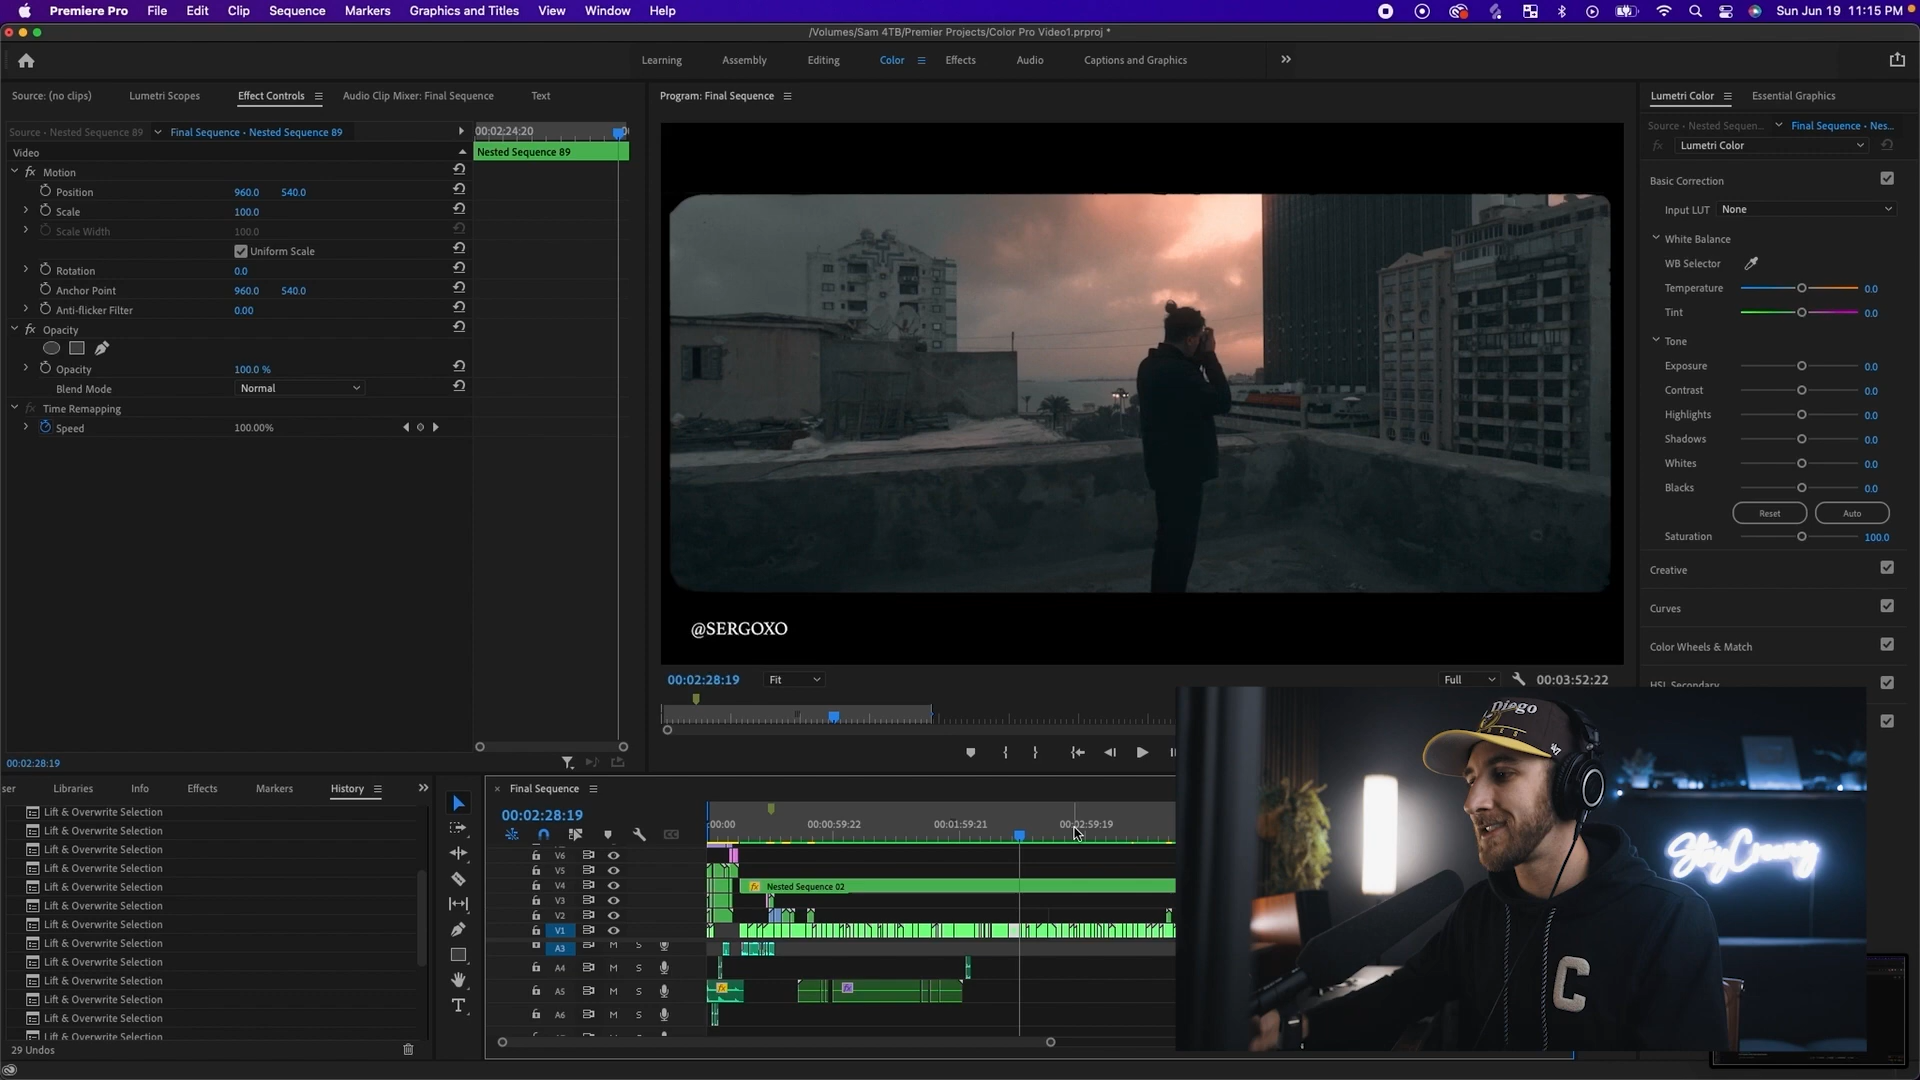 Premiere Pro File Edit Clip Sequence Markers Graphics and Titles View Window Help Sun Jun 19 11:15 PM
/Volumes/Sam 4TB/Premier Projects/Color Pro Video1.prproj *
Learning Assembly Editing Color Effects Audio Captions and Graphics
Source: (no clips) Lumetri Scopes Effect Controls Audio Clip Mixer: Final Sequence Text
Source • Nested Sequence 89 Final Sequence • Nested Sequence 89
00:02:24:20
Nested Sequence 89
Video
fx Motion
Position 960.0 540.0
Scale 100.0
Scale Width 100.0
Uniform Scale
Rotation 0.0
Anchor Point 960.0 540.0
Anti-flicker Filter 0.00
fx Opacity
Opacity 100.0 %
Blend Mode Normal
fx Time Remapping
Speed 100.00%
00:02:28:19
Program: Final Sequence
@SERGOXO
00:02:28:19 Fit Full 00:03:52:22
Lumetri Color Essential Graphics
Source • Nested Sequen... Final Sequence • Nes...
fx Lumetri Color
Basic Correction
Input LUT None
White Balance
WB Selector
Temperature 0.0
Tint 0.0
Tone
Exposure 0.0
Contrast 0.0
Highlights 0.0
Shadows 0.0
Whites 0.0
Blacks 0.0
Reset Auto
Saturation 100.0
Creative
Curves
Color Wheels & Match
HSL Secondary
ser Libraries Info Effects Markers History
Lift & Overwrite Selection
Lift & Overwrite Selection
Lift & Overwrite Selection
Lift & Overwrite Selection
Lift & Overwrite Selection
Lift & Overwrite Selection
Lift & Overwrite Selection
Lift & Overwrite Selection
Lift & Overwrite Selection
Lift & Overwrite Selection
Lift & Overwrite Selection
Lift & Overwrite Selection
Lift & Overwrite Selection
29 Undos
Final Sequence
00:02:28:19
:00:00 00:00:59:22 00:01:59:21 00:02:59:19
V6
V5
V4 fx Nested Sequence 02
V3
V2
V1
A3 M S
A4 M S
A5 M S fx fx
A6 M S
Diego
47
StayCreamy
C